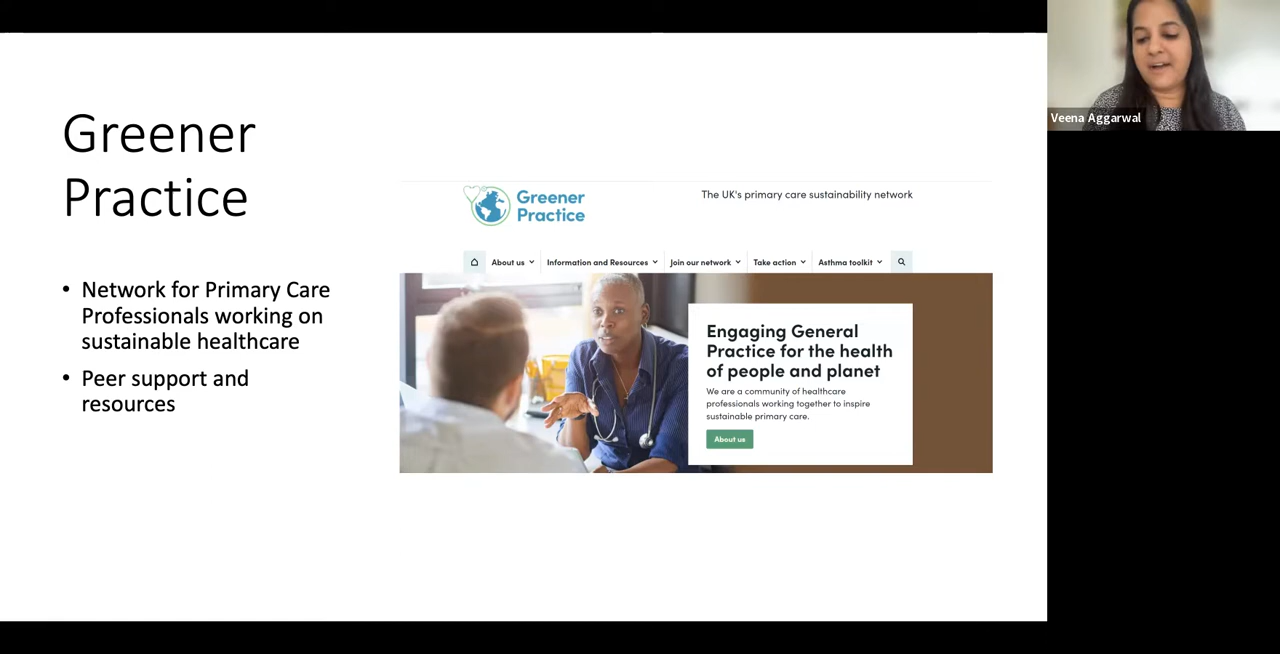 Greener
Practice
• Network for Primary Care
Professionals working on
sustainable healthcare
• Peer support and
resources
Greener
Practice
The UK's primary care sustainability network
About us
Information and Resources
Join our network
Take action
Asthma toolkit
Engaging General
Practice for the health
of people and planet
We are a community of healthcare
professionals working together to inspire
sustainable primary care.
About us
Veena Aggarwal